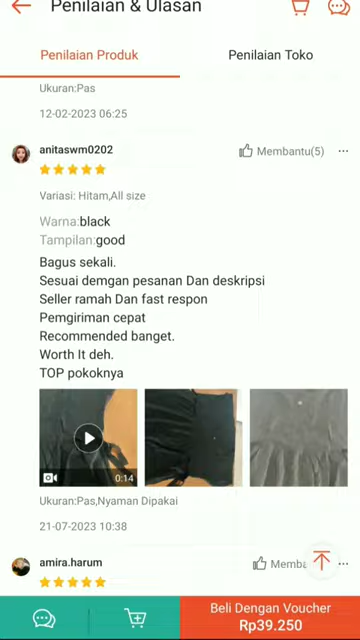 Penilaian & Ulasan
Penilaian Produk
Penilaian Toko
Ukuran:Pas
12-02-2023 06:25
anitaswm0202
Membantu(5)
Variasi: Hitam,All size
Warna:black
Tampilan:good
Bagus sekali.
Sesuai demgan pesanan Dan deskripsi
Seller ramah Dan fast respon
Pemgiriman cepat
Recommended banget.
Worth It deh.
TOP pokoknya
0:14
Ukuran:Pas,Nyaman Dipakai
21-07-2023 10:38
amira.harum
Memba
Beli Dengan Voucher
Rp39.250